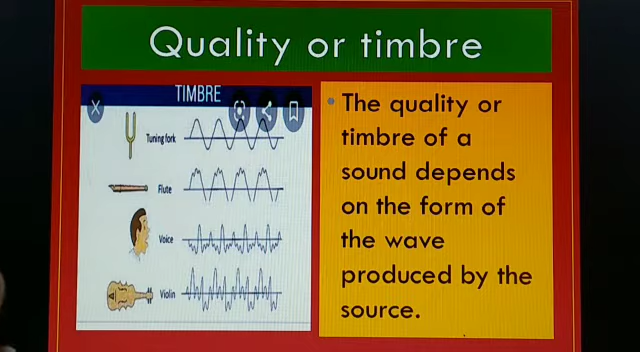 Quality or timbre
TIMBRE
Tuning fork
Flute
Voice
Violin
• The quality or
timbre of a
sound depends
on the form of
the wave
produced by the
source.